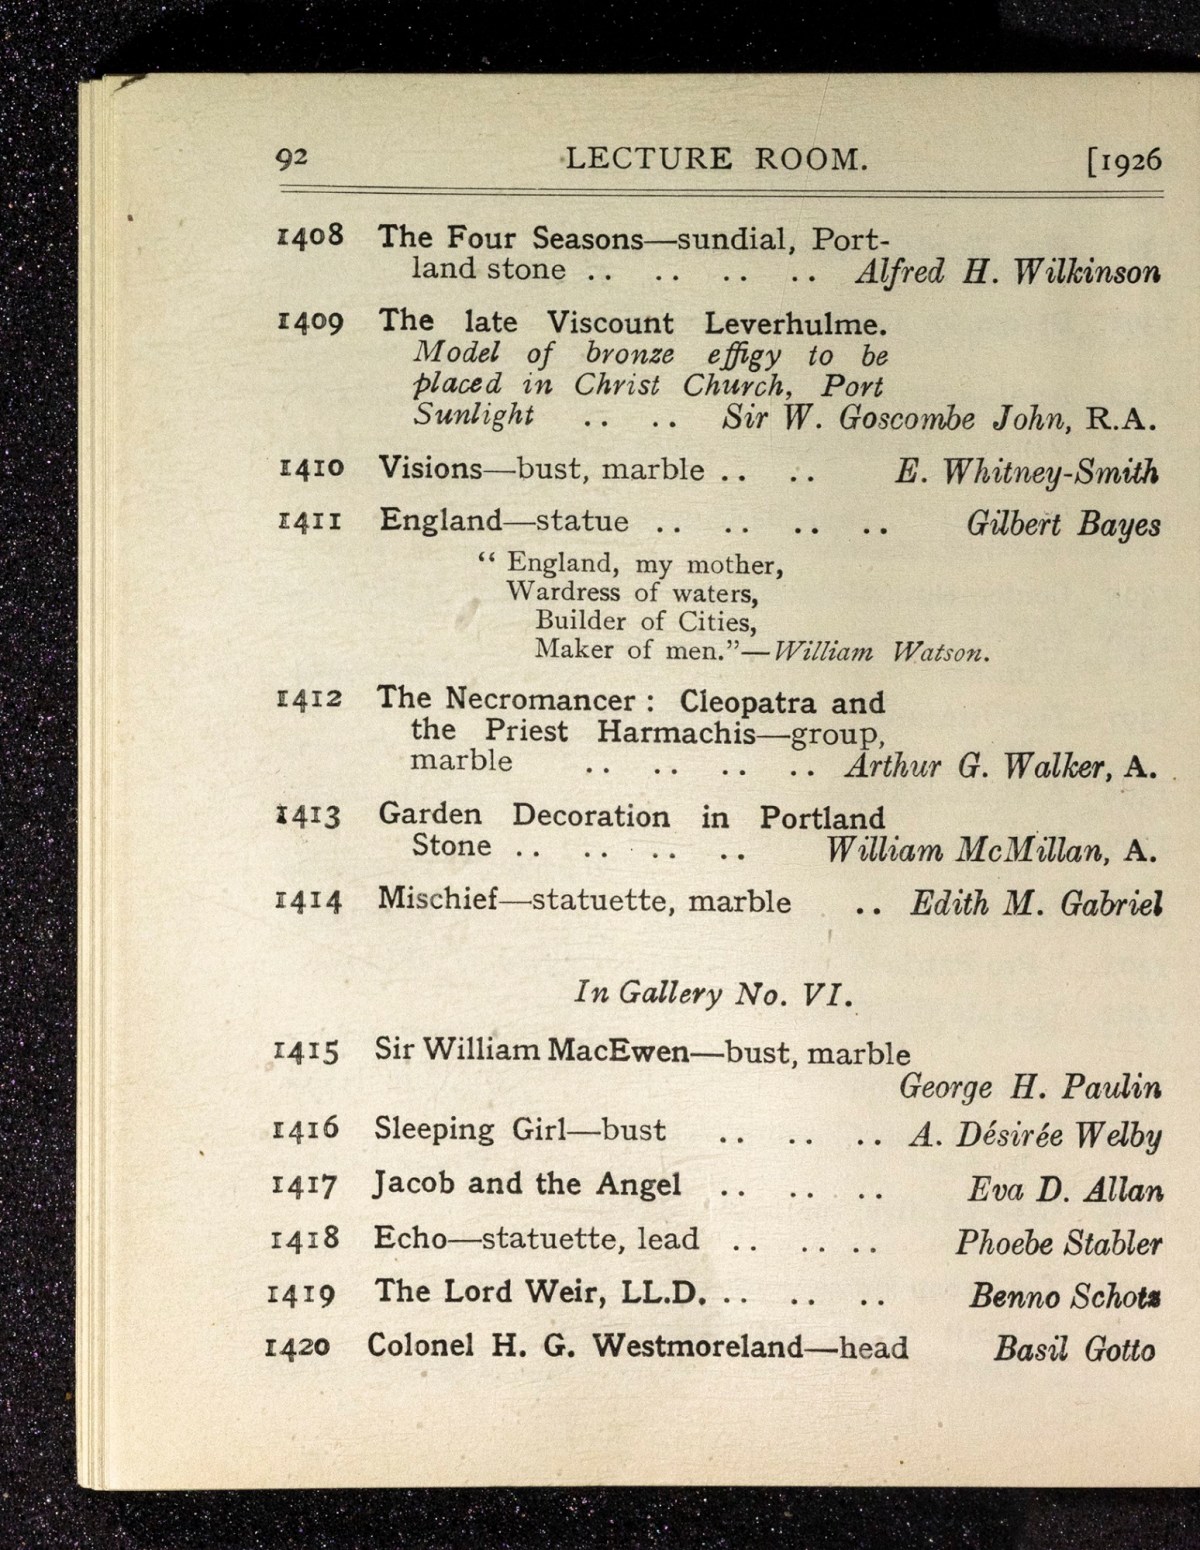 92 LECTURE ROOM. [1926
1408 The Four Seasons—sundial, Port-
land stone .. .. .. .. Alfred H. Wilkinson
1409 The late Viscount Leverhulme.
Model of bronze effigy to be
placed in Christ Church, Port
Sunlight .. .. Sir W. Goscombe John, R.A.
1410 Visions—bust, marble .. .. E. Whitney-Smith
1411 England—statue .. .. .. .. Gilbert Bayes
“ England, my mother,
Wardress of waters,
Builder of Cities,
Maker of men.”—William Watson.
1412 The Necromancer : Cleopatra and
the Priest Harmachis—group,
marble .. .. .. .. Arthur G. Walker, A.
1413 Garden Decoration in Portland
Stone .. .. .. .. William McMillan, A.
1414 Mischief—statuette, marble .. Edith M. Gabriel
In Gallery No. VI.
1415 Sir William MacEwen—bust, marble
George H. Paulin
1416 Sleeping Girl—bust .. .. .. A. Désirée Welby
1417 Jacob and the Angel .. .. .. Eva D. Allan
1418 Echo—statuette, lead .. .. .. Phoebe Stabler
1419 The Lord Weir, LL.D. .. .. .. Benno Schotz
1420 Colonel H. G. Westmoreland—head Basil Gotto